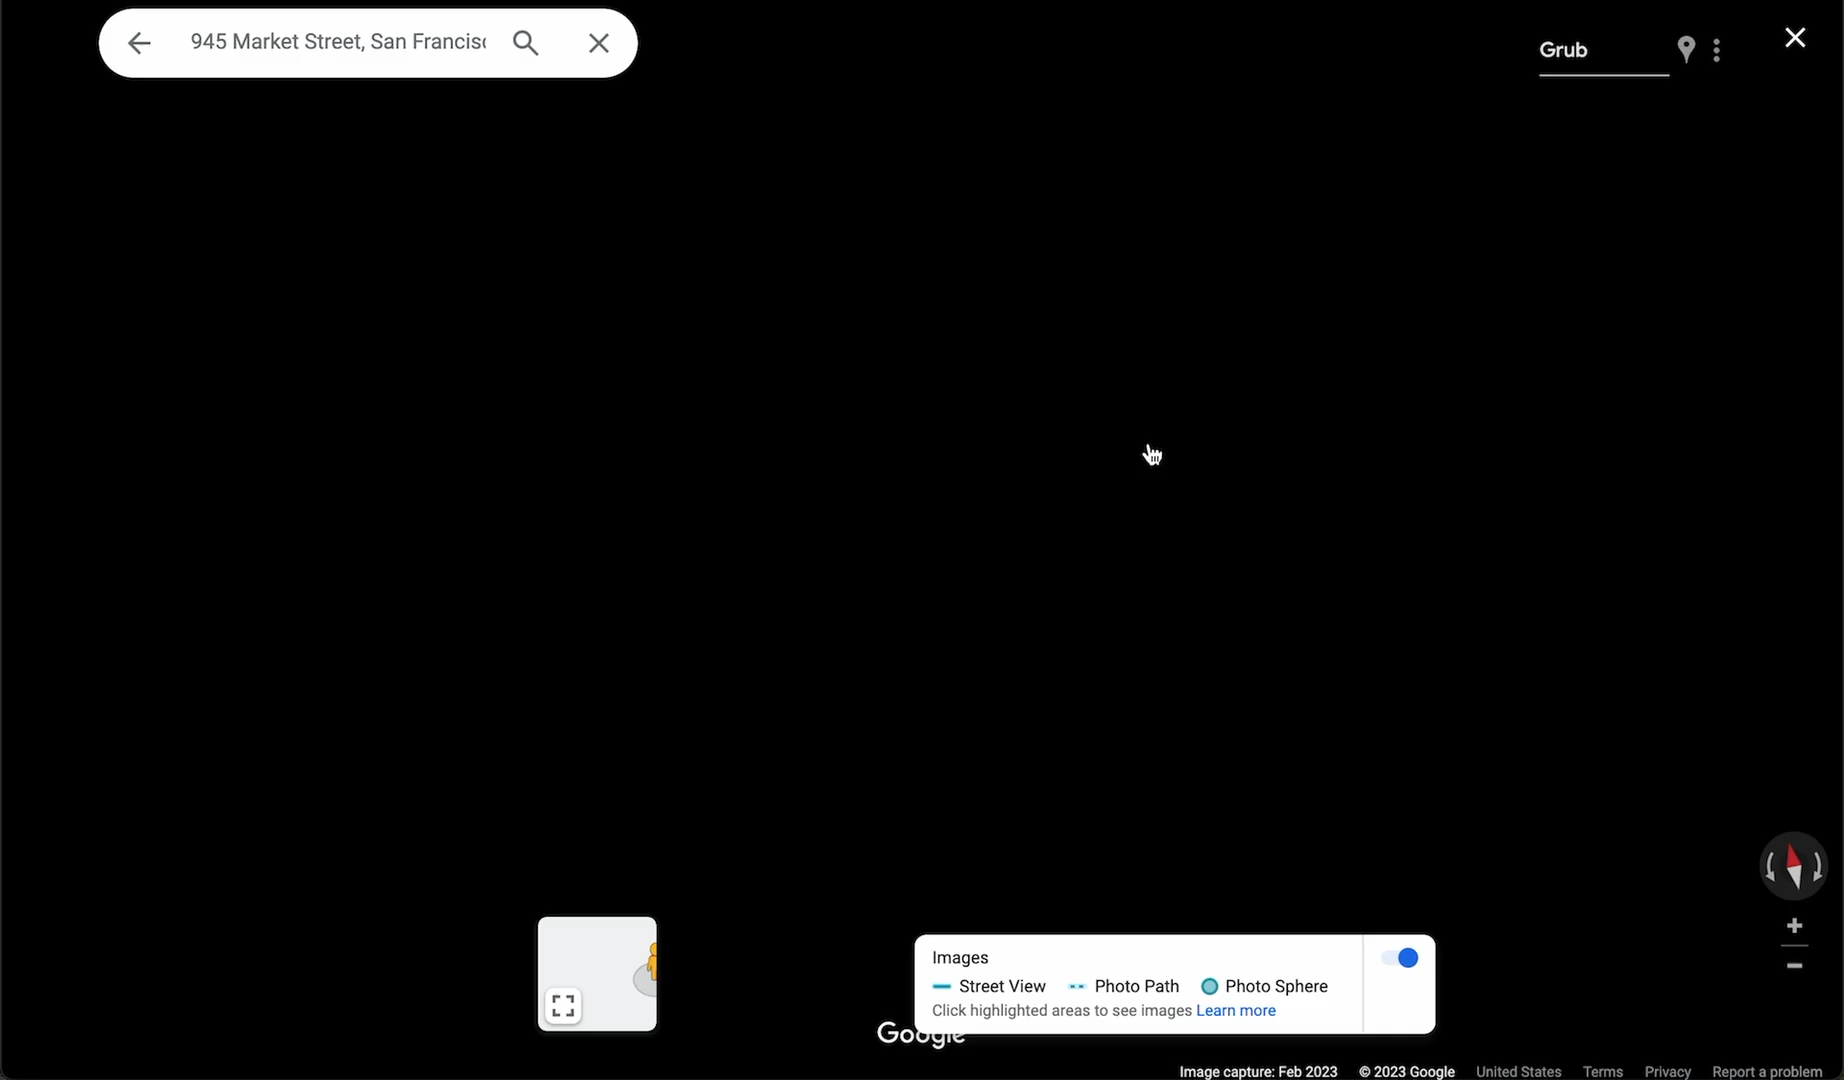 945 Market Street, San Francisc
Grub
Images
Street View Photo Path Photo Sphere
Click highlighted areas to see images Learn more
Google
Image capture: Feb 2023 © 2023 Google United States Terms Privacy Report a problem